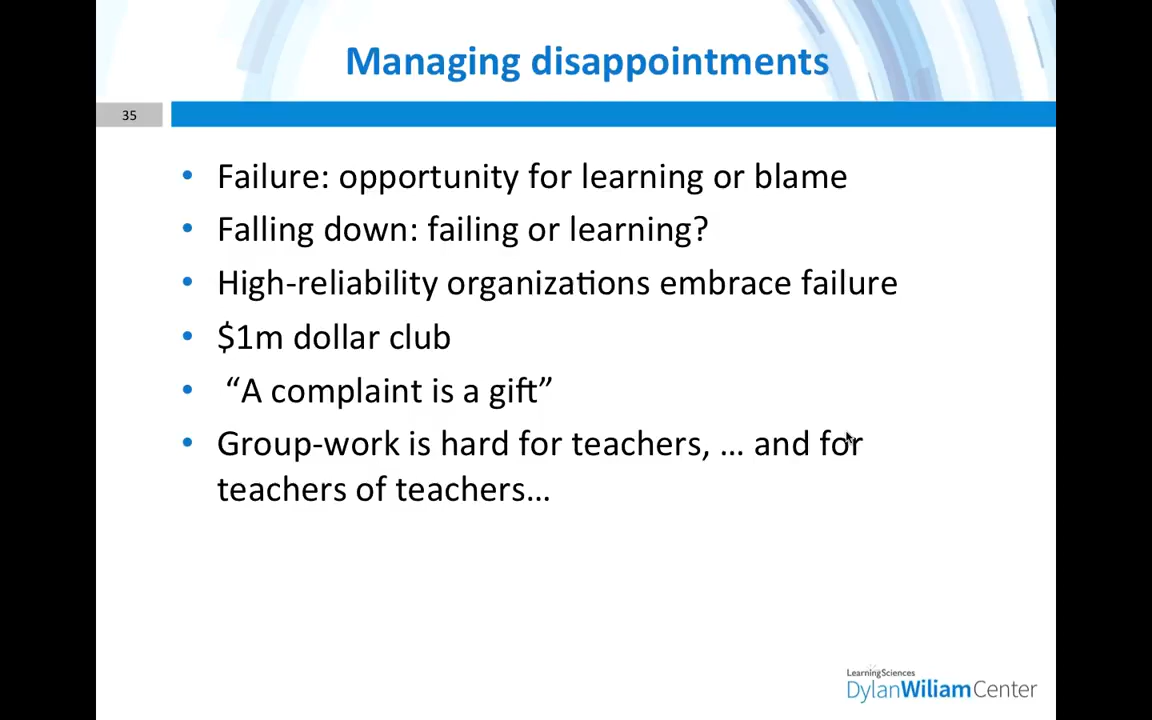 Managing disappointments
35
• Failure: opportunity for learning or blame
• Falling down: failing or learning?
• High-reliability organizations embrace failure
• $1m dollar club
• “A complaint is a gift”
• Group-work is hard for teachers, … and for
teachers of teachers…
LearningSciences
DylanWiliamCenter